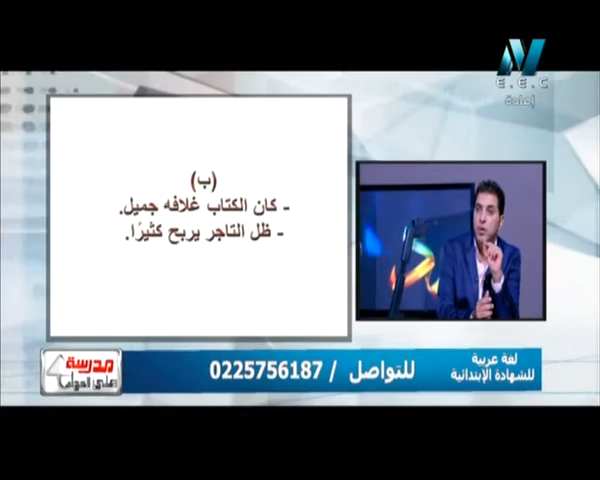 E.E.C
إعادة
(ب)
- كان الكتاب غلافه جميل.
- ظل التاجر يربح كثيرًا.
مدرسة
على الهواء
للتواصل / 0225756187
لغة عربية
للشهادة الإبتدائية